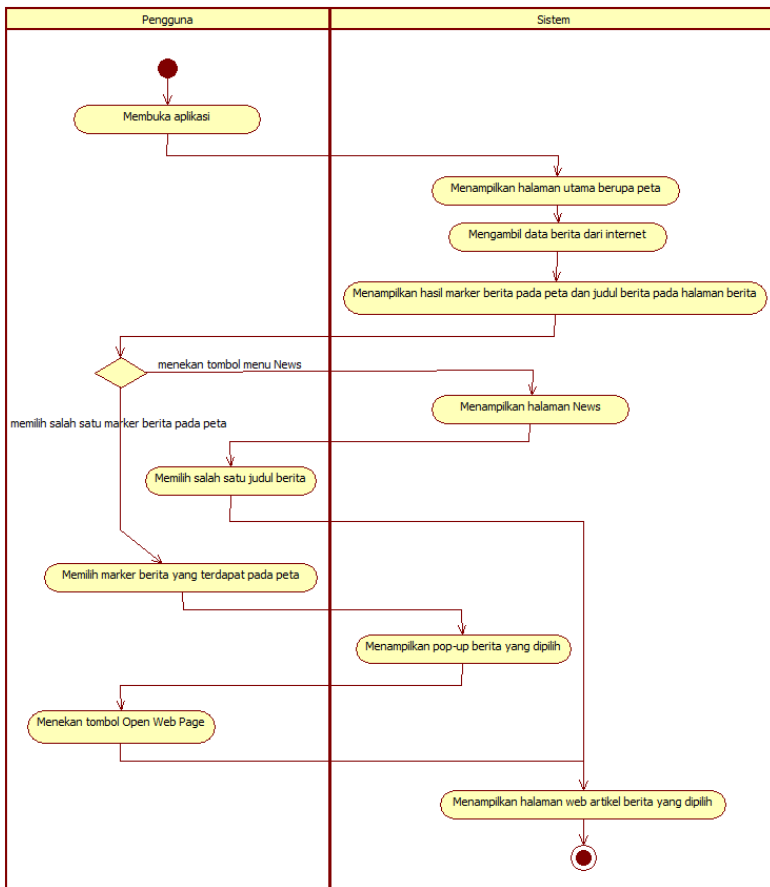 Pengguna
Sistem
Membuka aplikasi
Menampilkan halaman utama berupa peta
Mengambil data berita dari internet
Menampilkan hasil marker berita pada peta dan judul berita pada halaman berita
menekan tombol menu News
Menampilkan halaman News
memilih salah satu marker berita pada peta
Memilih salah satu judul berita
Memilih marker berita yang terdapat pada peta
Menampilkan pop-up berita yang dipilih
Menekan tombol Open Web Page
Menampilkan halaman web artikel berita yang dipilih